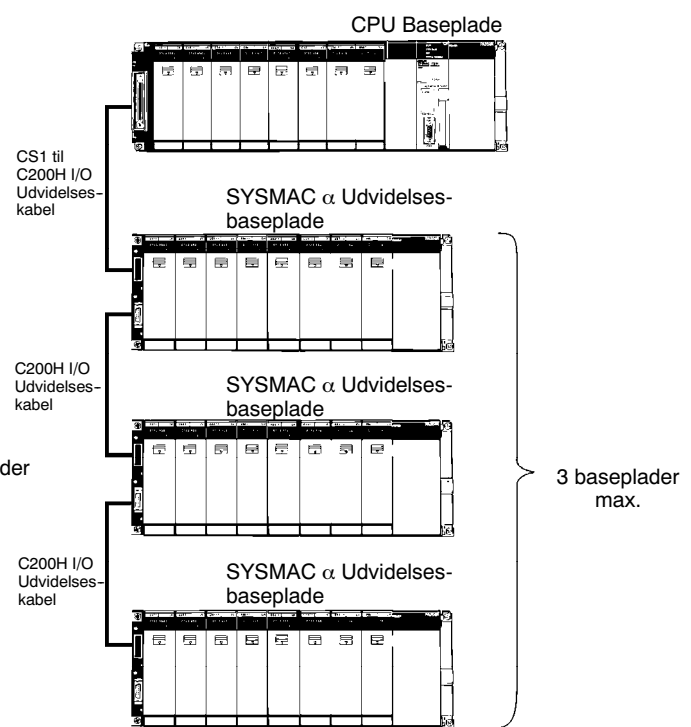 CPU Baseplade
CS1 til
C200H I/O
Udvidelses-
kabel
SYSMAC α Udvidelses-
baseplade
C200H I/O
Udvidelses-
kabel
SYSMAC α Udvidelses-
baseplade
der
3 baseplader
max.
C200H I/O
Udvidelses-
kabel
SYSMAC α Udvidelses-
baseplade